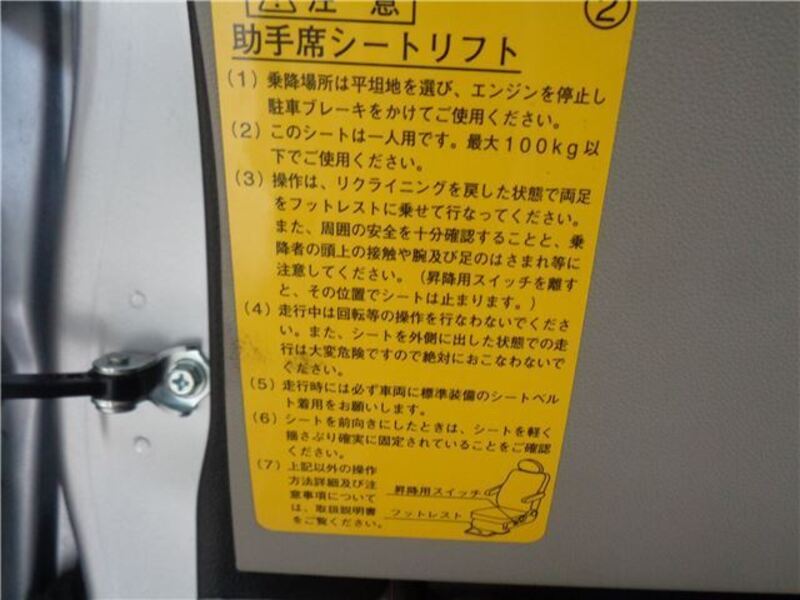 ⚠注意
②
助手席シートリフト
(1) 乗降場所は平坦地を選び、エンジンを停止し
駐車ブレーキをかけてご使用ください。
(2) このシートは一人用です。最大100kg以
下でご使用ください。
(3) 操作は、リクライニングを戻した状態で両足
をフットレストに乗せて行なってください。
また、周囲の安全を十分確認することと、乗
降者の頭上の接触や腕及び足のはさまれ等に
注意してください。(昇降用スイッチを離す
と、その位置でシートは止まります。)
(4) 走行中は回転等の操作を行なわないでくださ
い。また、シートを外側に出した状態での走
行は大変危険ですので絶対におこなわないで
ください。
(5) 走行時には必ず車両に標準装備のシートベル
ト着用をお願いします。
(6) シートを前向きにしたときは、シートを軽く
揺さぶり確実に固定されていることをご確認
ください。
(7) 上記以外の操作
方法詳細及び注
意事項について
は、取扱説明書
をご覧ください。
昇降用スイッチ
フットレスト